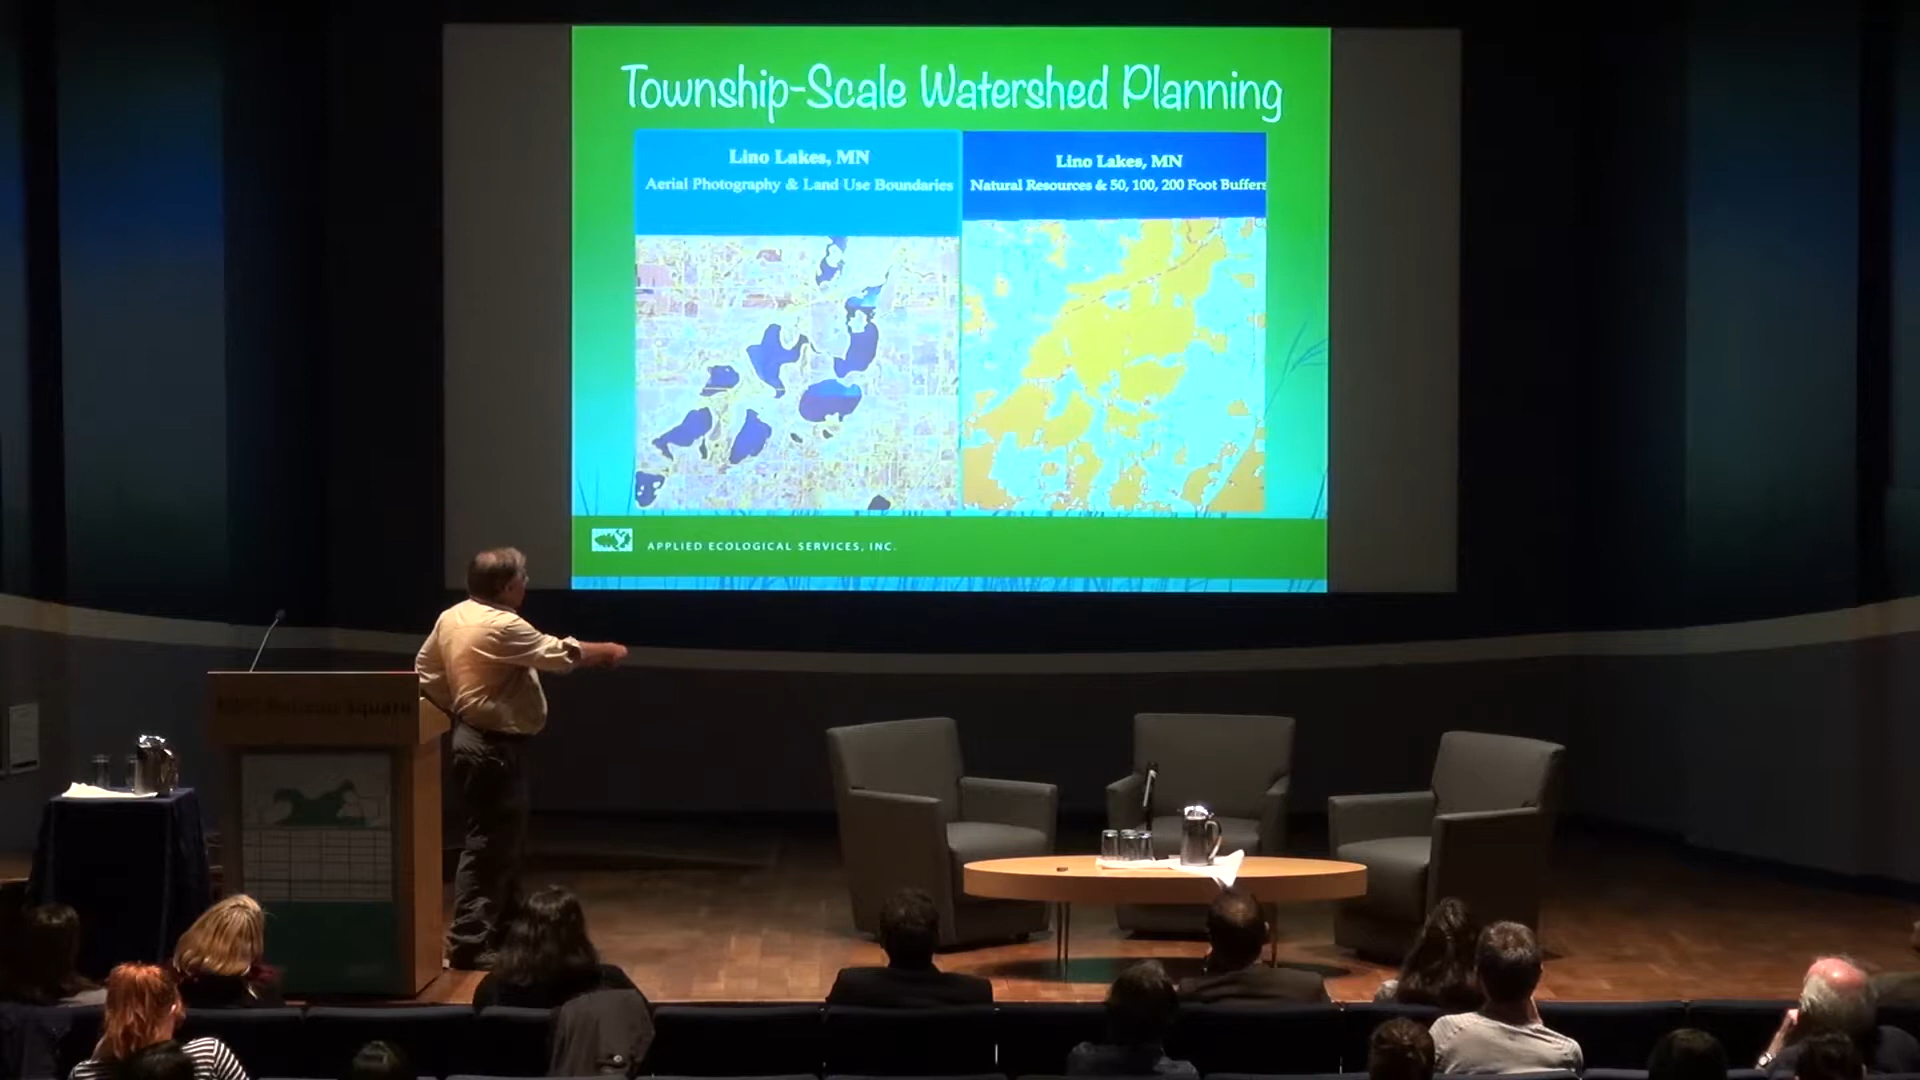 Township-Scale Watershed Planning
Lino Lakes, MN
Aerial Photography & Land Use Boundaries
Lino Lakes, MN
Natural Resources & 50, 100, 200 Foot Buffers
APPLIED ECOLOGICAL SERVICES, INC.
Square